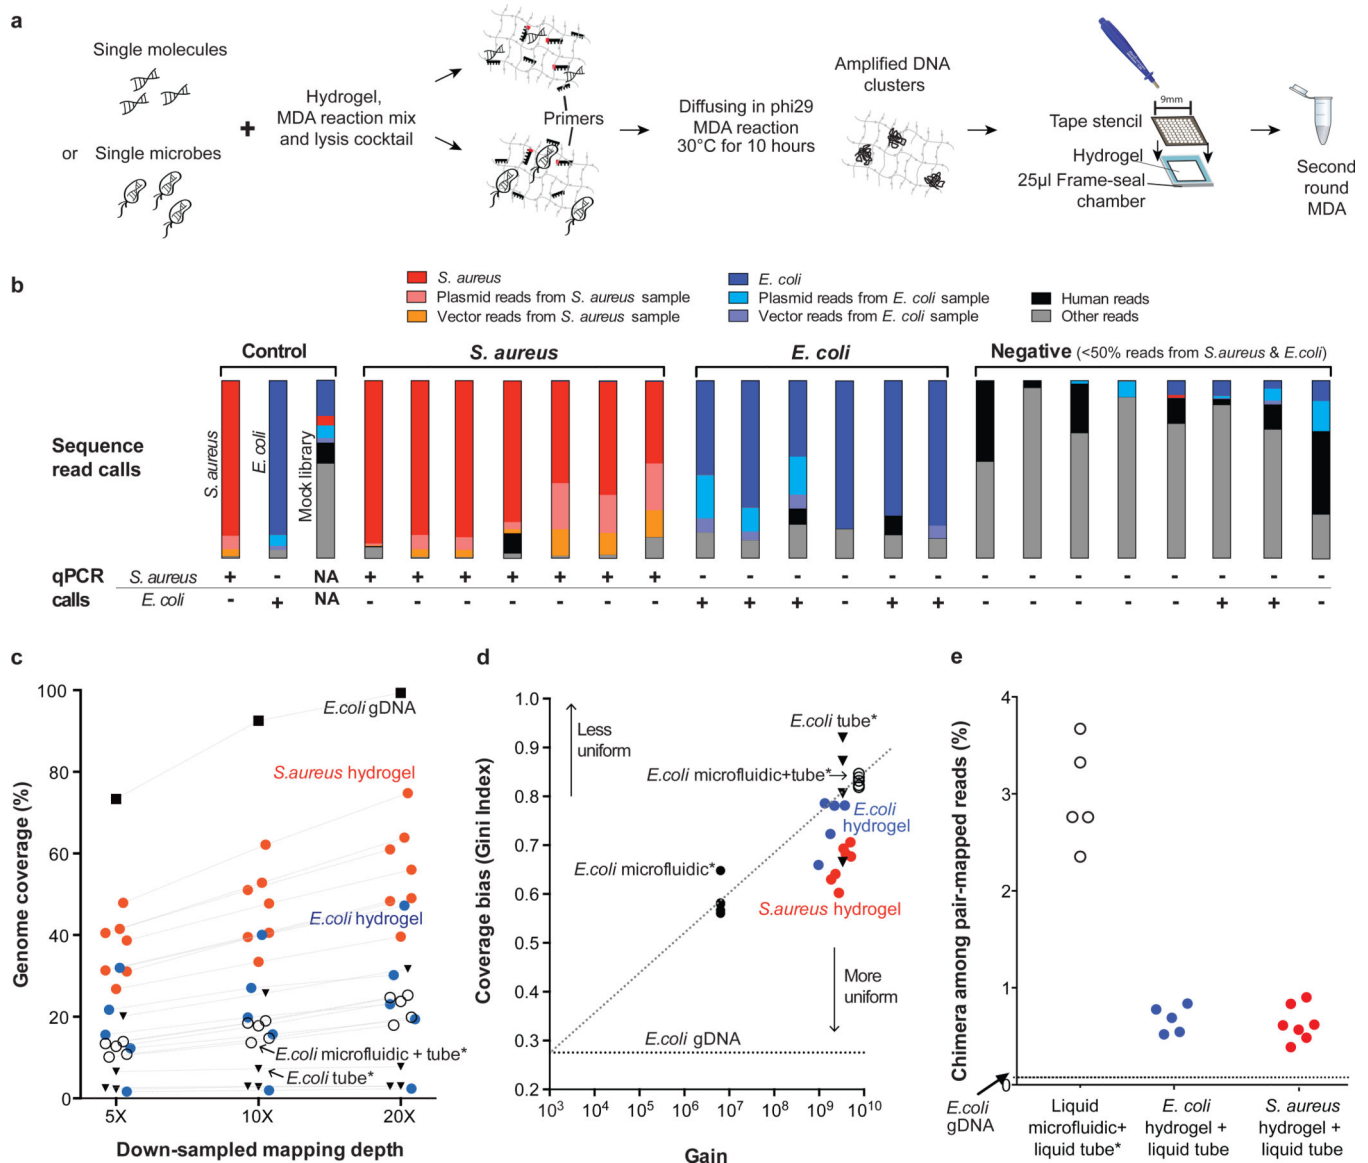 a
Single molecules
or Single microbes
+
Hydrogel,
MDA reaction mix
and lysis cocktail
Primers
Diffusing in phi29
MDA reaction
30°C for 10 hours
Amplified DNA
clusters
9mm
Tape stencil
Hydrogel
25µl Frame-seal
chamber
Second
round
MDA
b
S. aureus
Plasmid reads from S. aureus sample
Vector reads from S. aureus sample
E. coli
Plasmid reads from E. coli sample
Vector reads from E. coli sample
Human reads
Other reads
Control
S. aureus
E. coli
Negative (<50% reads from S.aureus & E.coli)
Sequence
read calls
S. aureus
E. coli
Mock library
qPCR
calls
S. aureus + - NA + + + + + + + - - - - - - - - - - - - - -
E. coli - + NA - - - - - - - + + + - + + - - - - - + + -
c
Genome coverage (%)
100
80
60
40
20
0
E.coli gDNA
S.aureus hydrogel
E.coli hydrogel
E.coli microfluidic + tube*
E.coli tube*
5X 10X 20X
Down-sampled mapping depth
d
Coverage bias (Gini Index)
1.0
0.9
0.8
0.7
0.6
0.5
0.4
0.3
0.2
Less
uniform
E.coli tube*
E.coli microfluidic+tube*
E.coli
hydrogel
E.coli microfluidic*
S.aureus hydrogel
More
uniform
E.coli gDNA
10³ 10⁴ 10⁵ 10⁶ 10⁷ 10⁸ 10⁹ 10¹⁰
Gain
e
Chimera among pair-mapped reads (%)
4
3
2
1
0
E.coli
gDNA
Liquid
microfluidic+
liquid tube*
E. coli
hydrogel +
liquid tube
S. aureus
hydrogel +
liquid tube